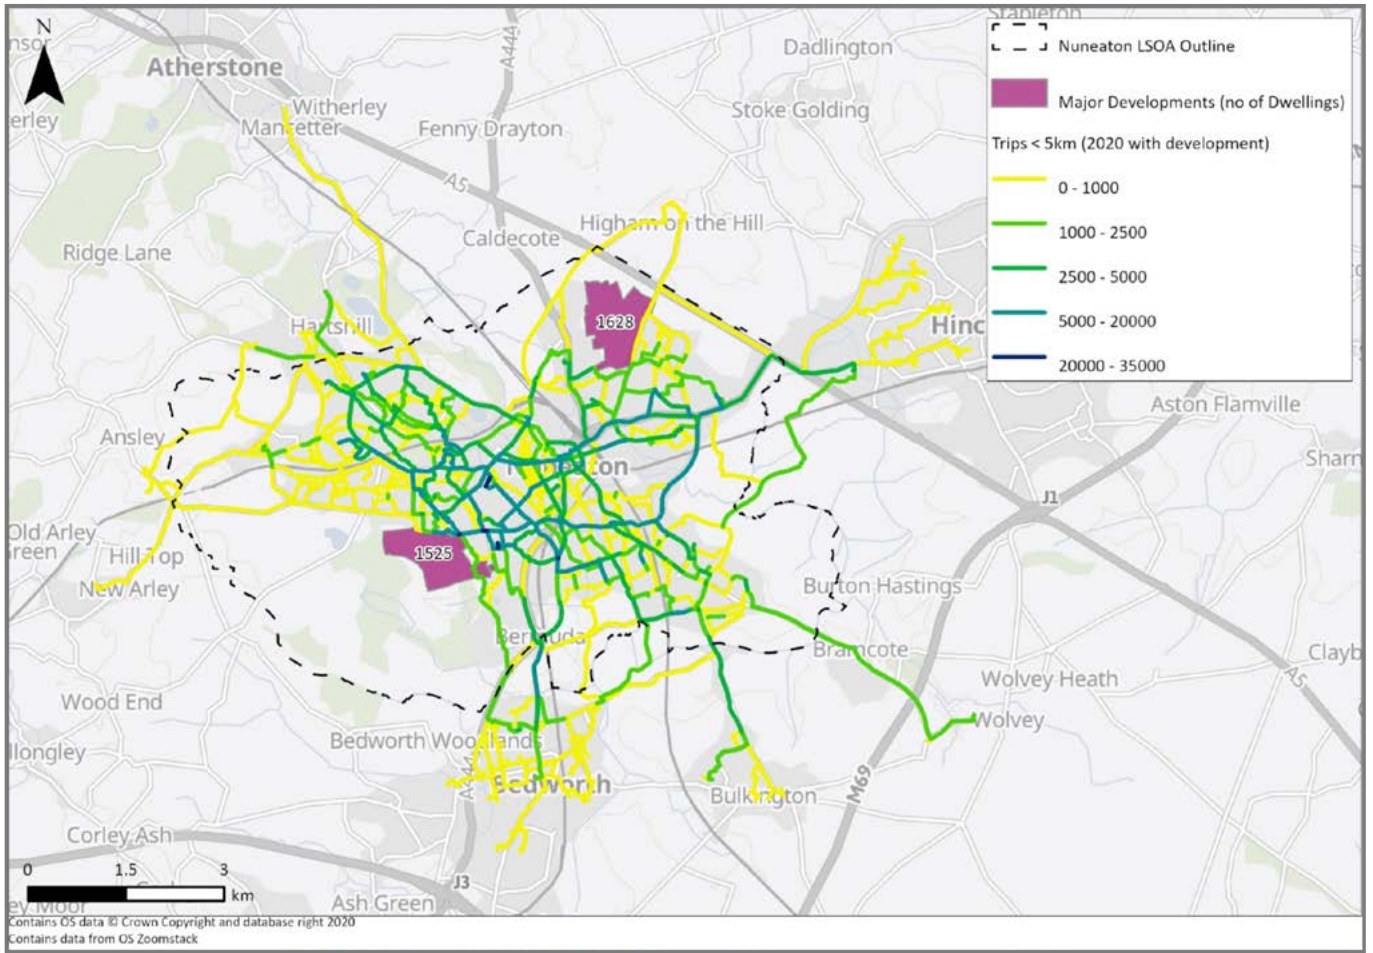 Stapleton
N
A444
Dadlington
Nuneaton LSOA Outline
Atherstone
Witherley
Mancetter
Fenny Drayton
Stoke Golding
Major Developments (no of Dwellings)
Trips < 5km (2020 with development)
A5
0 - 1000
Higham on the Hill
1000 - 2500
Caldecote
Ridge Lane
2500 - 5000
Hartshill
1628
Hinc
5000 - 20000
20000 - 35000
Aston Flamville
Ansley
Nuneaton
Sharn
J1
Old Arley
Green
Hill Top
1525
New Arley
Burton Hastings
Bermuda
Bramcote
Clayb
Wolvey Heath
A5
Wood End
Wolvey
llongley
Bedworth Woodlands
A444
Bedworth
Bulkington
M69
Corley Ash
0 1.5 3
km
J3
Ash Green
ey Moor
Contains OS data © Crown Copyright and database right 2020
Contains data from OS Zoomstack